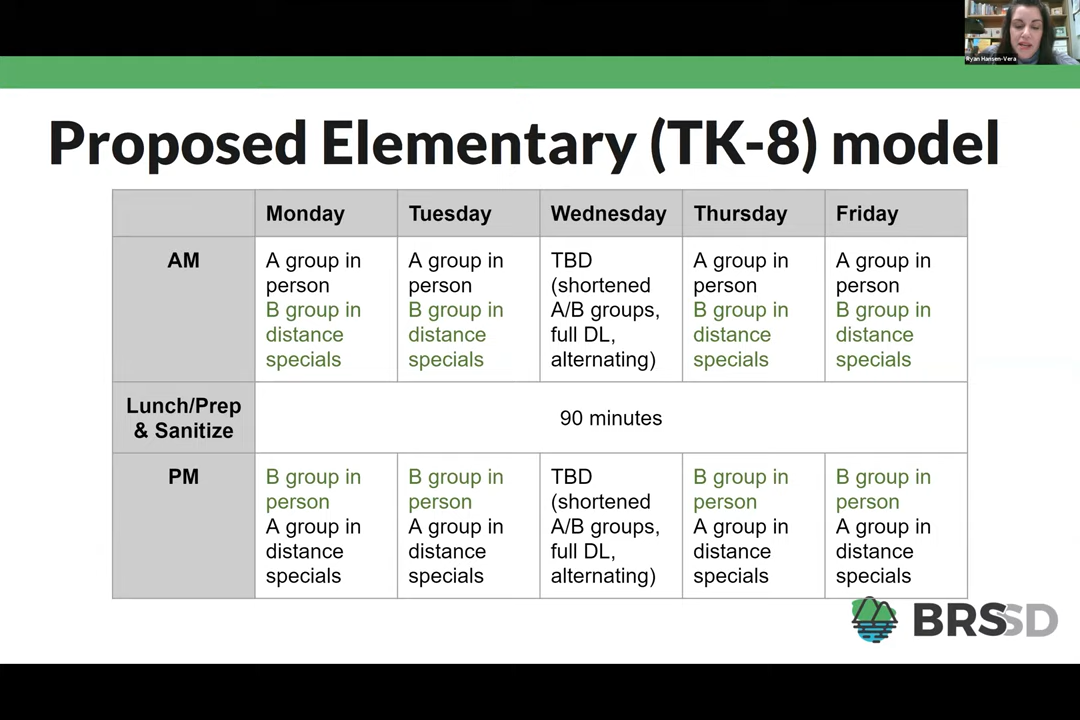 Ryan Hansen-Vera
Proposed Elementary (TK-8) model
Monday Tuesday Wednesday Thursday Friday
AM
A group in
person
B group in
distance
specials
A group in
person
B group in
distance
specials
TBD
(shortened
A/B groups,
full DL,
alternating)
A group in
person
B group in
distance
specials
A group in
person
B group in
distance
specials
Lunch/Prep
& Sanitize
90 minutes
PM
B group in
person
A group in
distance
specials
B group in
person
A group in
distance
specials
TBD
(shortened
A/B groups,
full DL,
alternating)
B group in
person
A group in
distance
specials
B group in
person
A group in
distance
specials
BRSSD